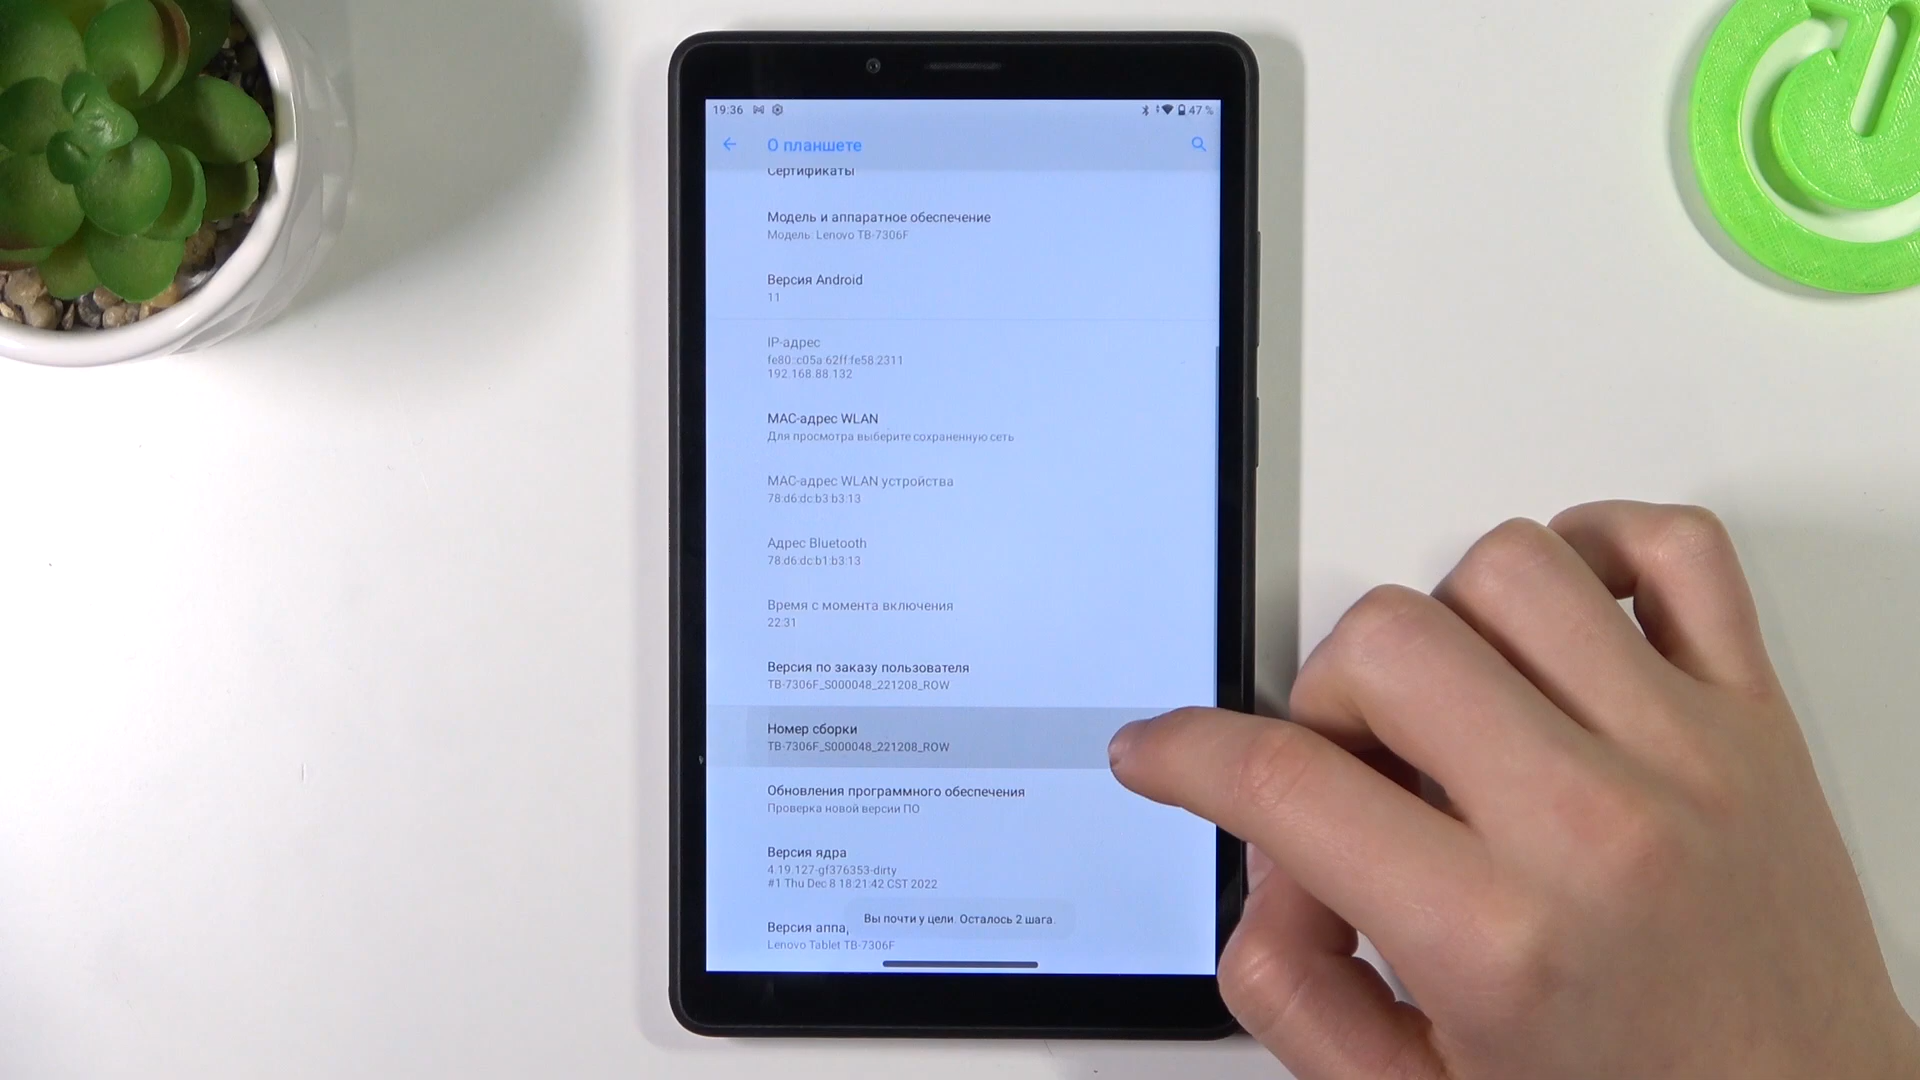 19:36
47 %
О планшете
Сертификаты
Модель и аппаратное обеспечение
Модель: Lenovo TB-7306F
Версия Android
11
IP-адрес
fe80::c05a:62ff:fe58:2311
192.168.88.132
MAC-адрес WLAN
Для просмотра выберите сохраненную сеть
MAC-адрес WLAN устройства
78:d6:dc:b3:b3:13
Адрес Bluetooth
78:d6:dc:b1:b3:13
Время с момента включения
22:31
Версия по заказу пользователя
TB-7306F_S000048_221208_ROW
Номер сборки
TB-7306F_S000048_221208_ROW
Обновления программного обеспечения
Проверка новой версии ПО
Версия ядра
4.19.127-gf376353-dirty
#1 Thu Dec 8 18:21:42 CST 2022
Вы почти у цели. Осталось 2 шага.
Версия аппа
Lenovo Tablet TB-7306F